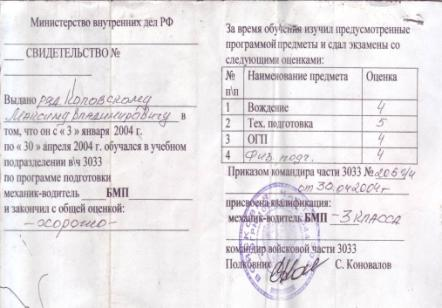 Министерство внутренних дел РФ
СВИДЕТЕЛЬСТВО №
Выдано ряд. Коповскому
Максиму Владимировичу в
том, что он с « 3 » января 2004 г.
по « 30 » апреля 2004 г. обучался в учебном
подразделении в\ч 3033
по программе подготовки
механик-водитель БМП
и закончил с общей оценкой:
-хорошо-
За время обучения изучил предусмотренные
программой предметы и сдал экзамены со
следующими оценками:
№ п\п Наименование предмета Оценка
1 Вождение 4
2 Тех. подготовка 5
3 ОГП 4
4 Физ. подг. 4
Приказом командира части 3033 №
от 30.04.2004г
присвоена квалификация:
механик-водитель БМП -3 КЛАССА
командир войсковой части 3033
Полковник С. Коновалов